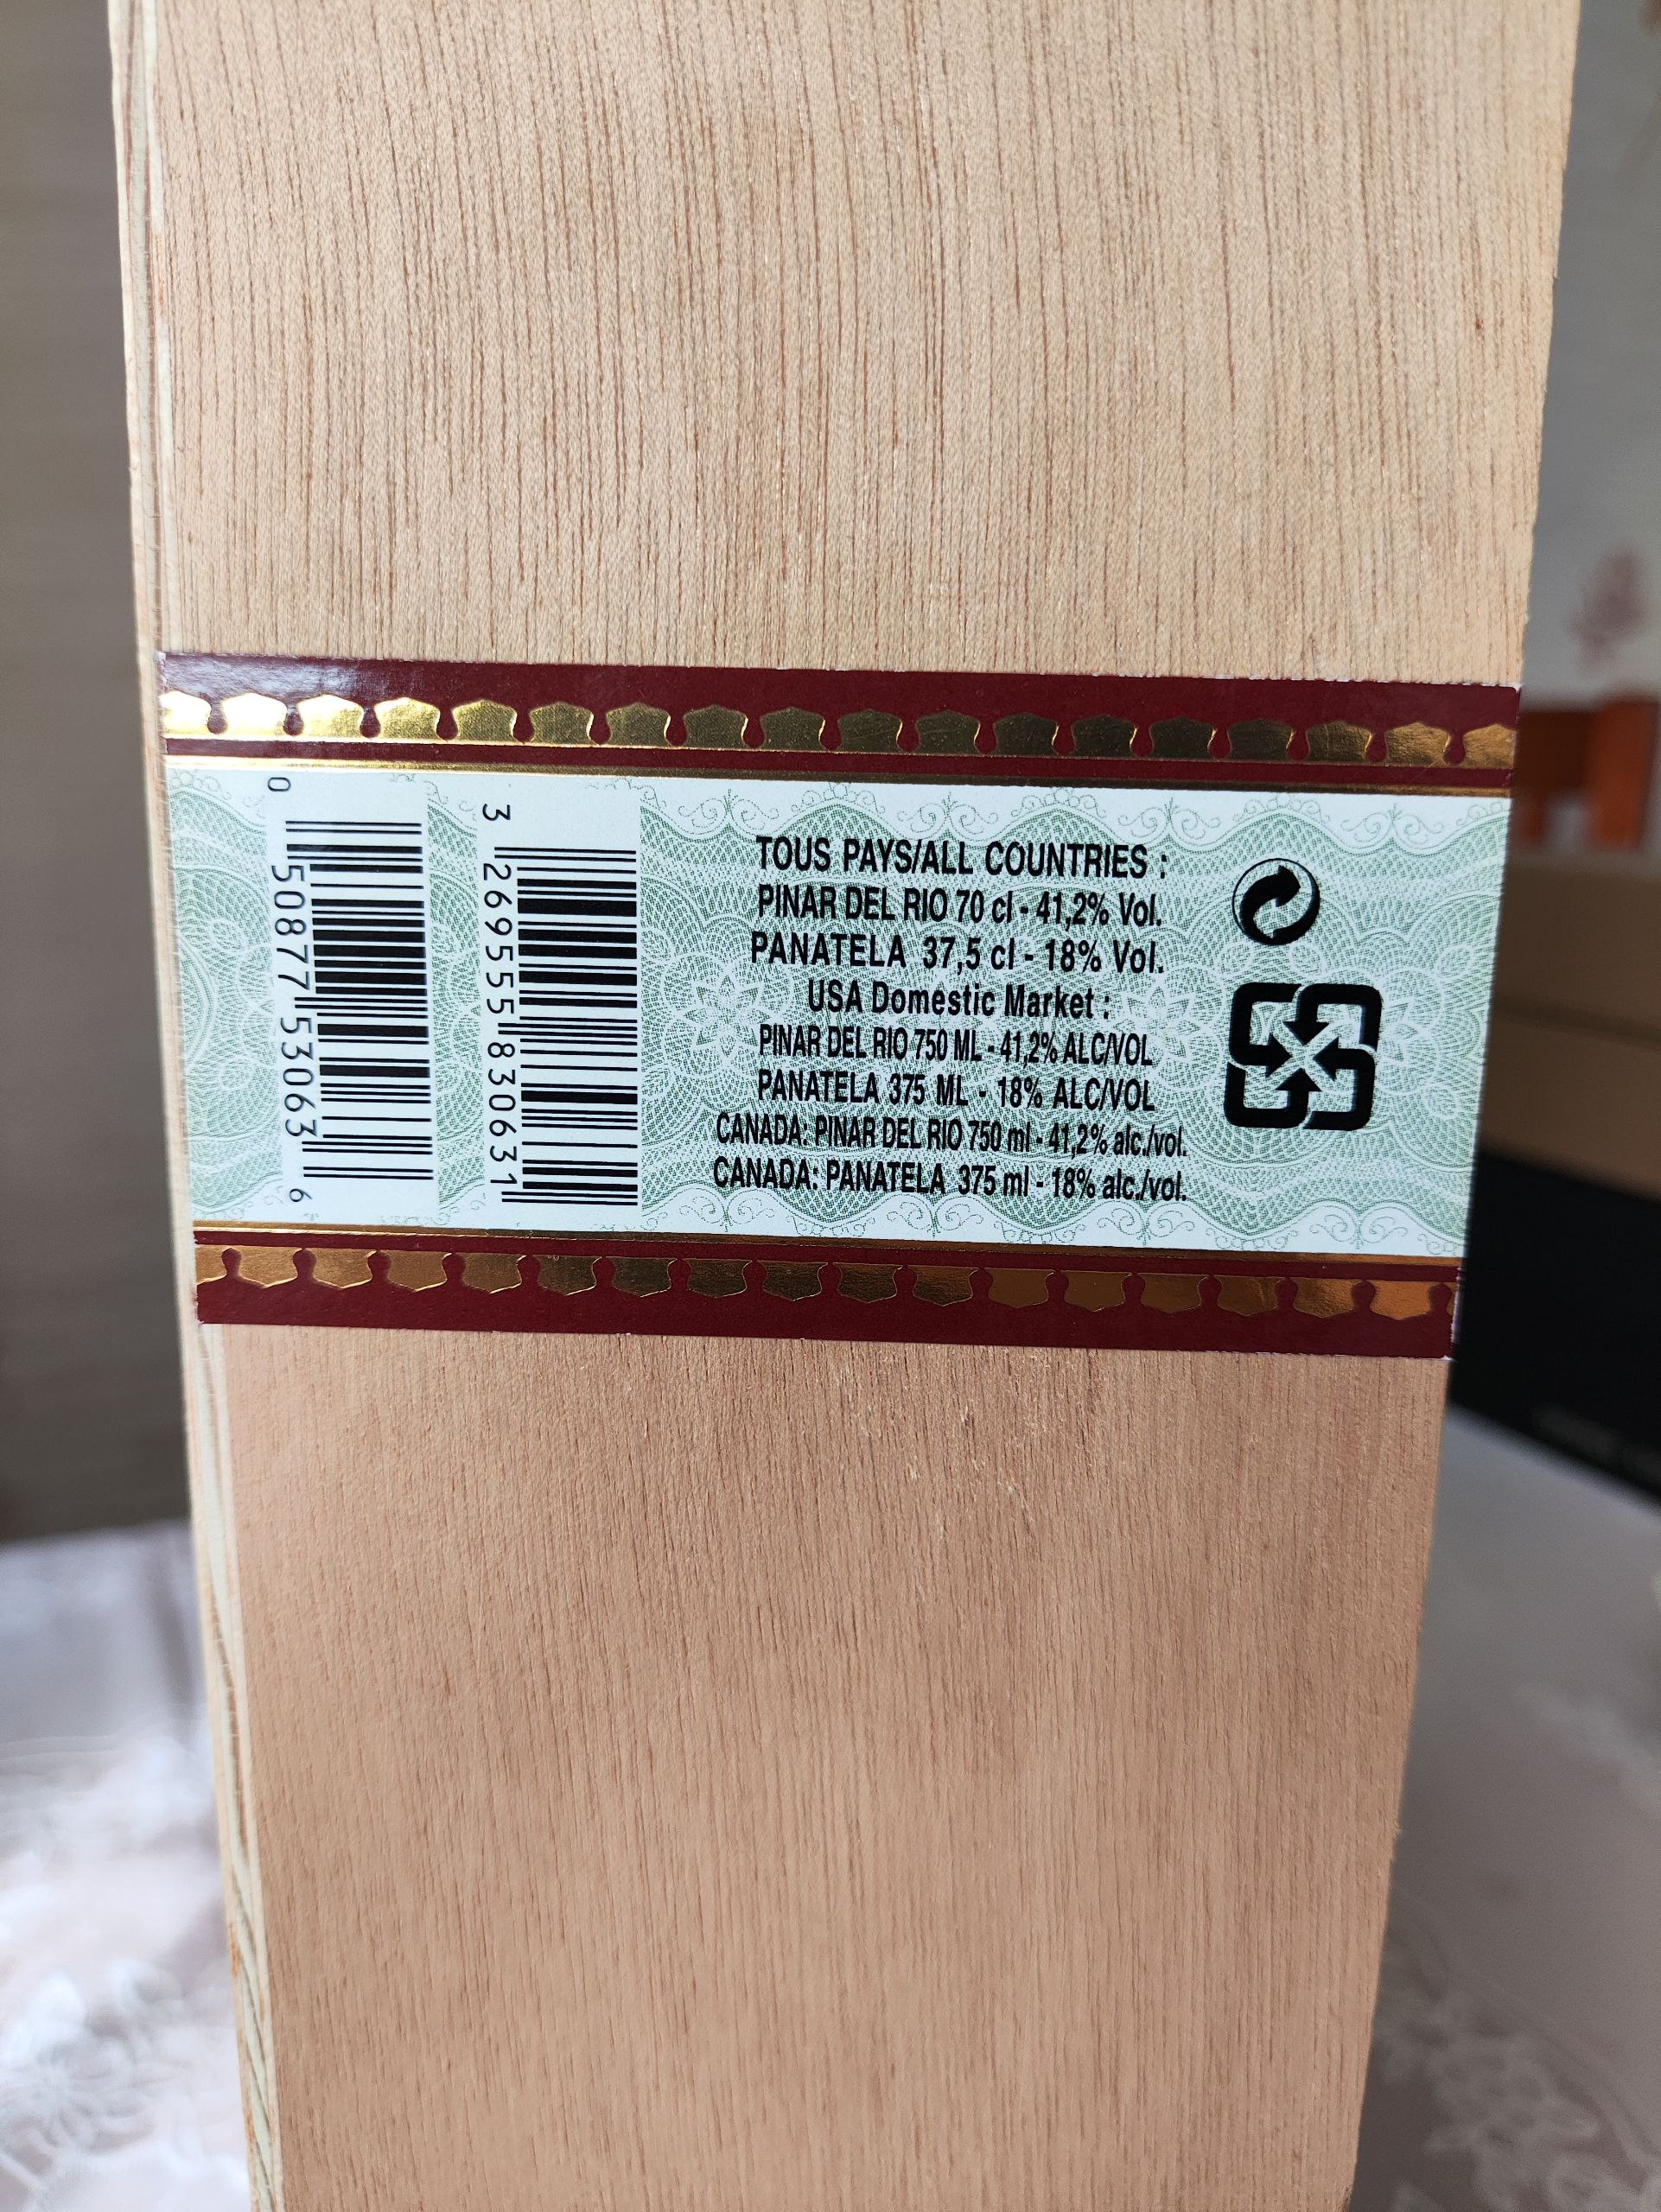 0 50877 53063 6
3 269555 830631
TOUS PAYS/ALL COUNTRIES :
PINAR DEL RIO 70 cl - 41,2% Vol.
PANATELA 37,5 cl - 18% Vol.
USA Domestic Market :
PINAR DEL RIO 750 ML - 41,2% ALC/VOL
PANATELA 375 ML - 18% ALC/VOL
CANADA: PINAR DEL RIO 750 ml - 41,2% alc./vol.
CANADA: PANATELA 375 ml - 18% alc./vol.